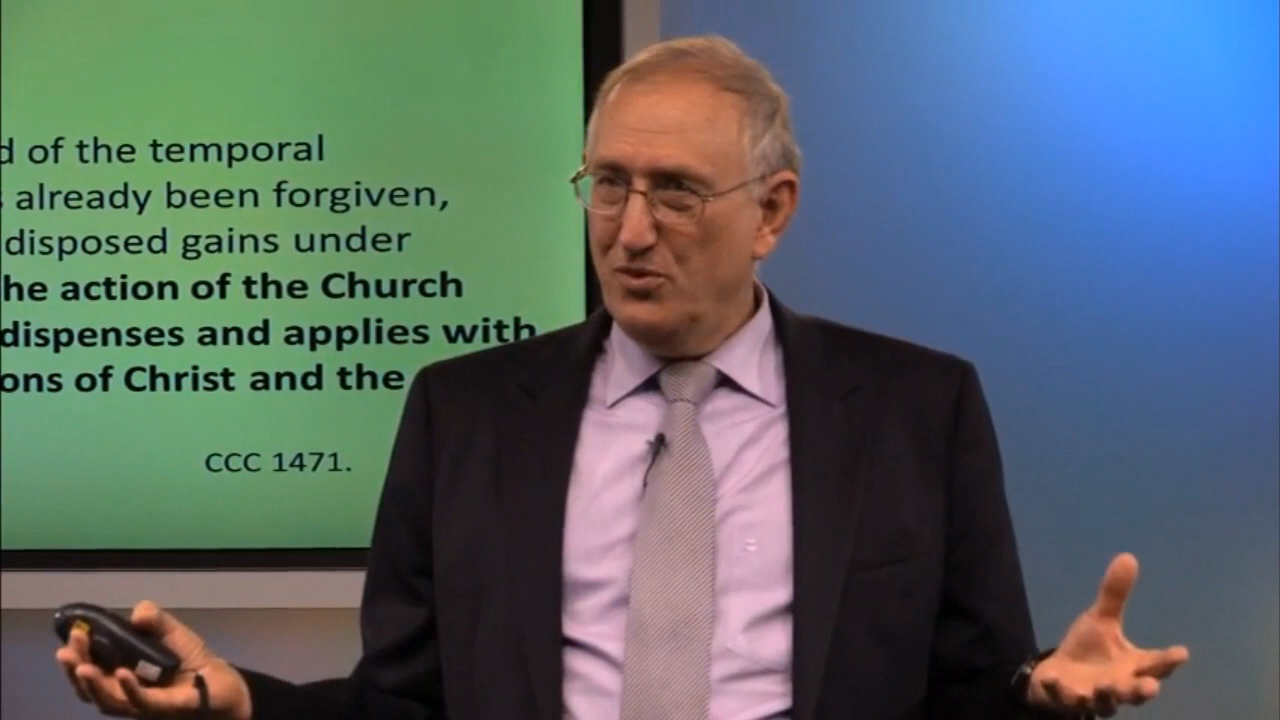 d of the temporal
s already been forgiven,
disposed gains under
he action of the Church
dispenses and applies with
ons of Christ and the
CCC 1471.